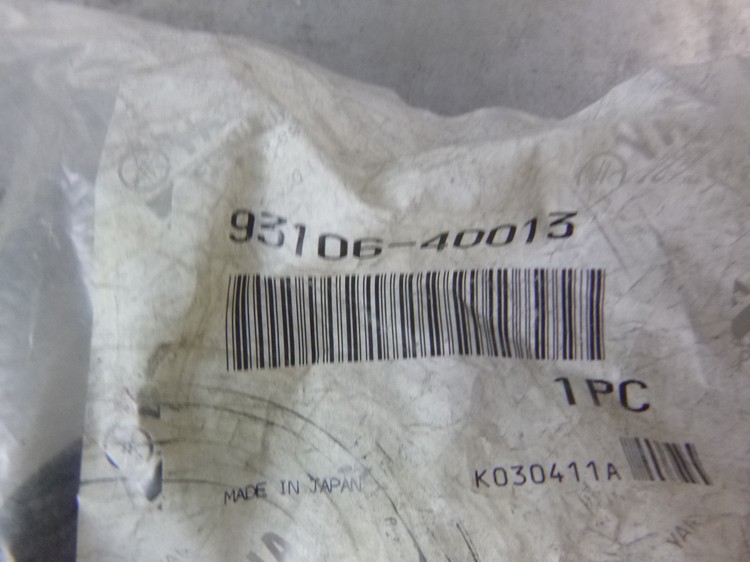 93106-40013
1PC
MADE IN JAPAN
K030411A